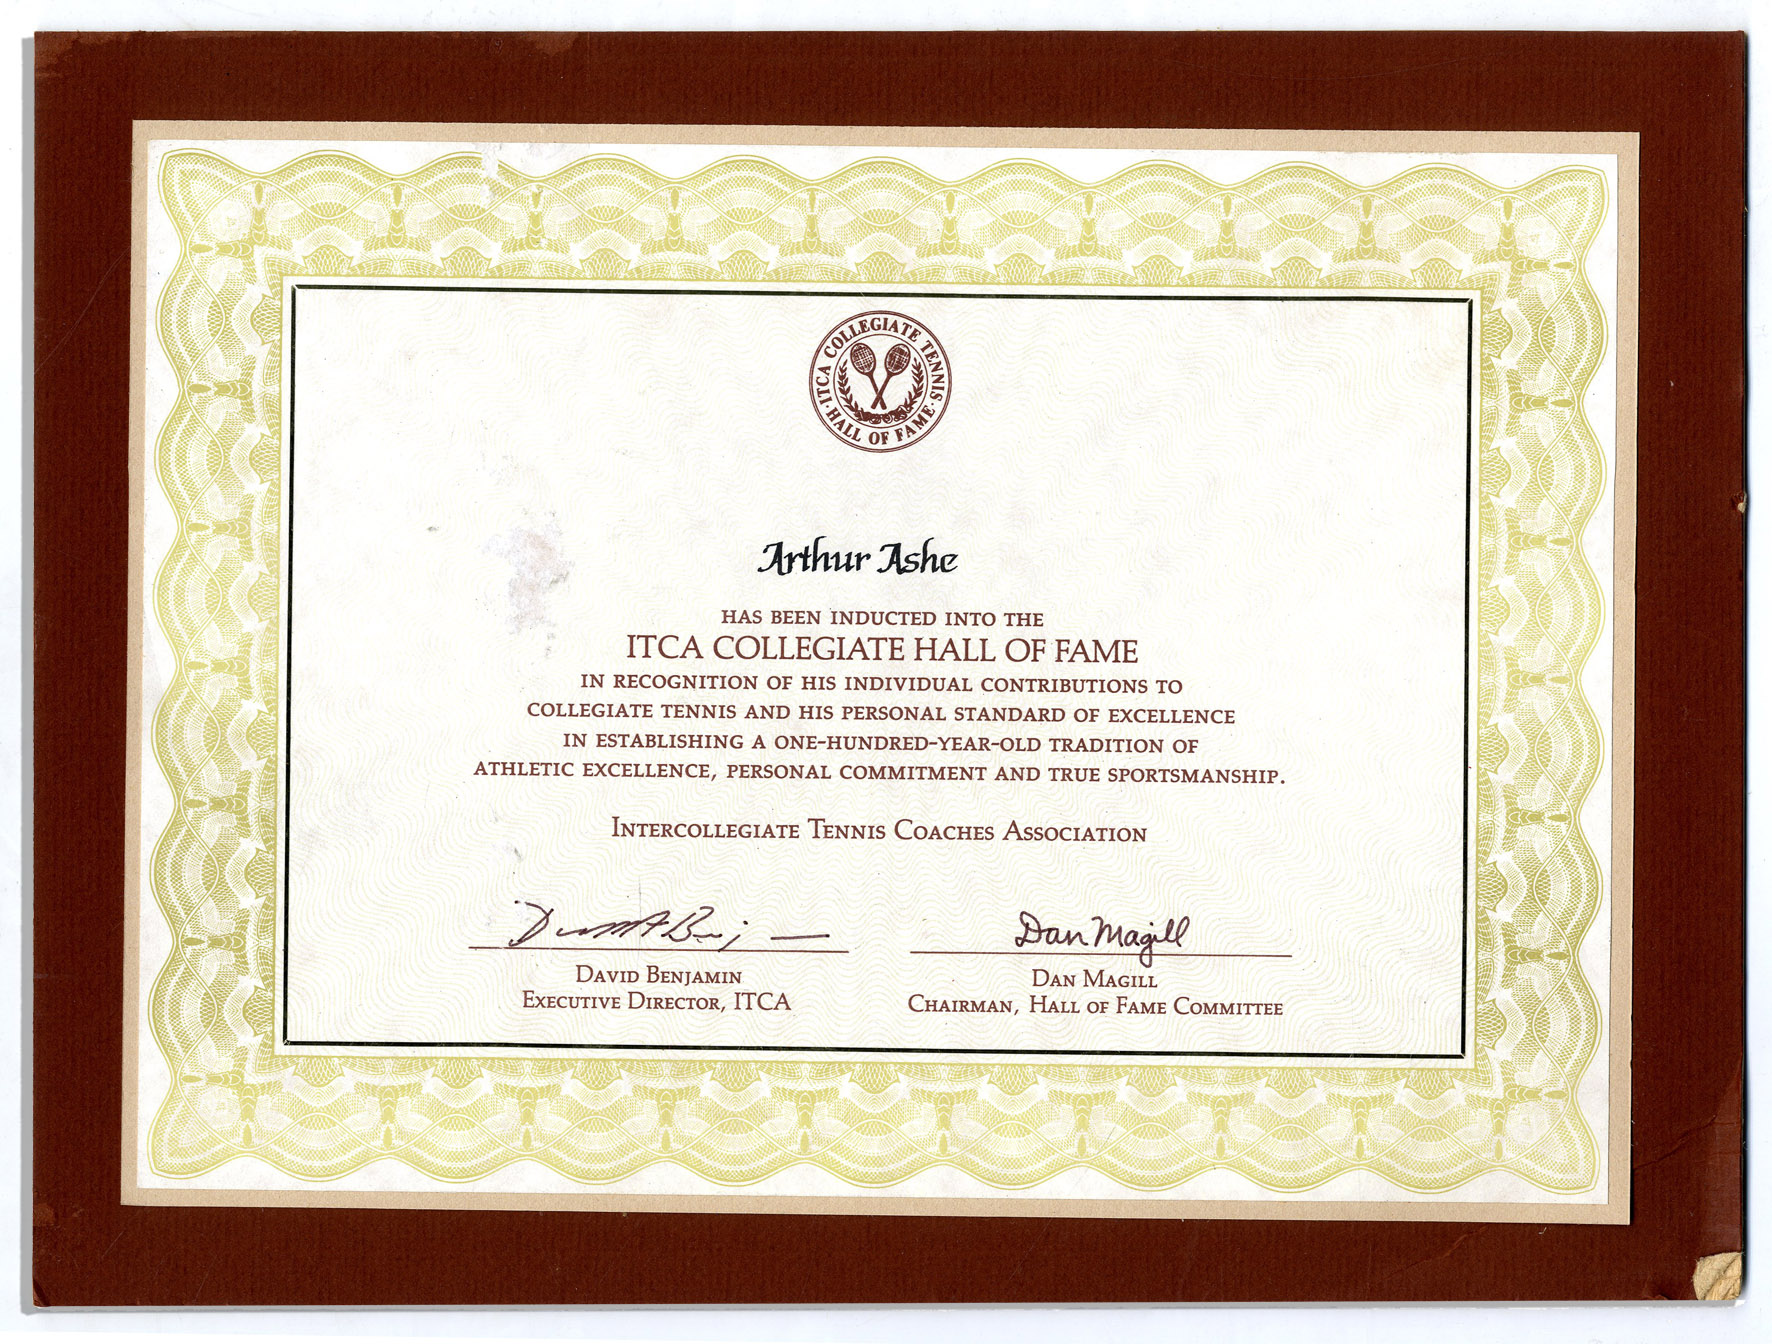 ITCA COLLEGIATE TENNIS
· HALL OF FAME ·
Arthur Ashe
HAS BEEN INDUCTED INTO THE
ITCA COLLEGIATE HALL OF FAME
IN RECOGNITION OF HIS INDIVIDUAL CONTRIBUTIONS TO
COLLEGIATE TENNIS AND HIS PERSONAL STANDARD OF EXCELLENCE
IN ESTABLISHING A ONE-HUNDRED-YEAR-OLD TRADITION OF
ATHLETIC EXCELLENCE, PERSONAL COMMITMENT AND TRUE SPORTSMANSHIP.
INTERCOLLEGIATE TENNIS COACHES ASSOCIATION
Dan Magill
DAVID BENJAMIN
EXECUTIVE DIRECTOR, ITCA
DAN MAGILL
CHAIRMAN, HALL OF FAME COMMITTEE